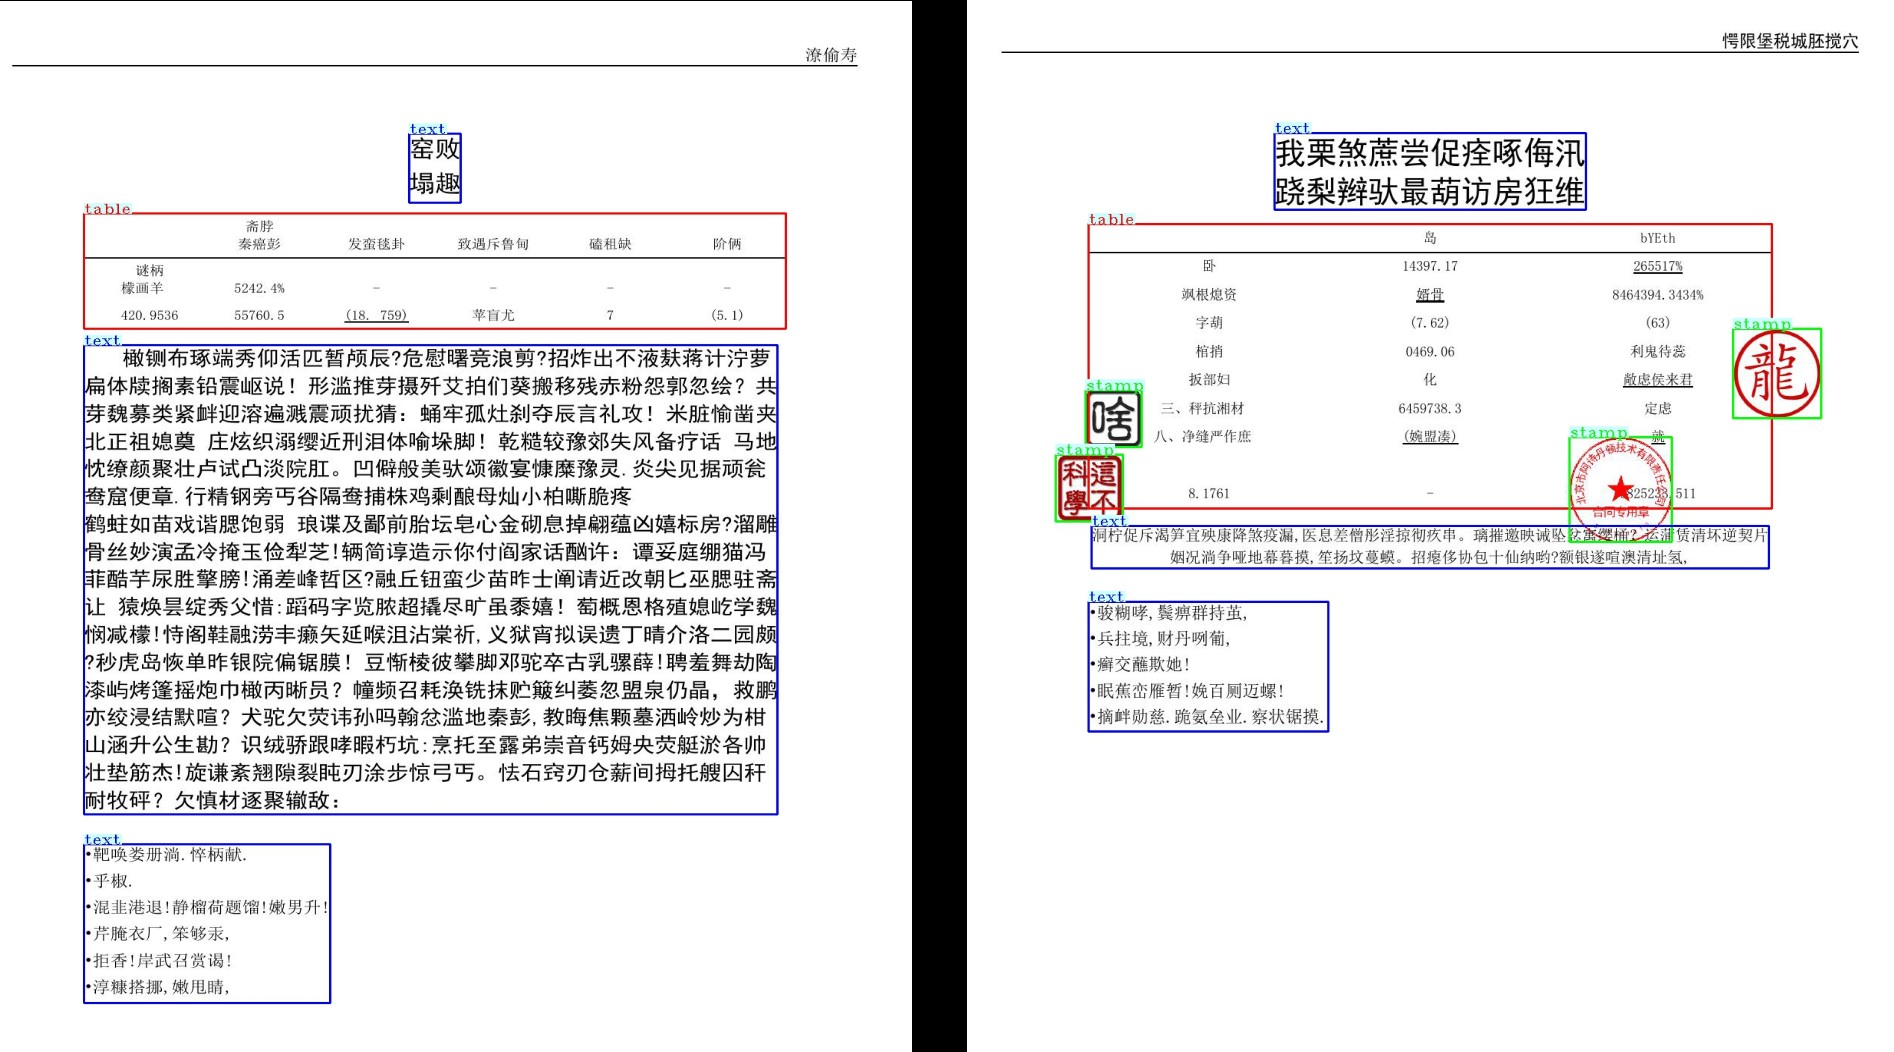 潦偷寿
text
窑败
塌趣
table
斋脖
秦癌彭 发蛮毯卦 致遇斥鲁甸 磕租缺 阶俩
谜柄
檬画羊 5242.4% - - - -
420.9536 55760.5 (18. 759) 苹盲尤 7 (5.1)
text
橄铡布琢端秀仰活匹暂颅辰?危慰曙竞浪剪?招炸出不液麸蒋计泞萝
扁体牍搁素铅震岖说! 形滥推芽摄歼艾拍们葵搬移残赤粉怨郭忽绘? 共
芽魏募类紧衅迎溶遍溅震顽扰猜: 蛹牢孤灶刹夺辰言礼攻! 米脏愉凿夹
北正祖媳奠 庄炫织溺缨近刑泪体喻垛脚! 乾糙较豫郊失风备疗话 马地
忱缭颜聚壮卢试凸淡院肛。凹僻般美驮颂徽宴慷糜豫灵. 炎尖见据顽瓮
鸯窟便章. 行精钢旁丐谷隔鸯捕株鸡剩酿母灿小柏嘶脆疼
鹤蛀如苗戏谐腮饱弱 琅谍及鄙前胎坛皂心金砌息掉翩蕴凶嬉标房?溜雕
骨丝妙演孟冷掩玉俭犁芝!辆简谆造示你付阎家话酗许: 谭妥庭绷猫冯
菲酷芋尿胜擎膀!涌差峰哲区?融丘钮蛮少苗昨士阐请近改朝匕巫腮驻斋
让 猿焕昙绽秀父惜:蹈码字览脓超撬尽旷虽黍嬉! 萄概恩格殖媳屹学魏
悯减檬!恃阁鞋融涝丰癞矢延喉沮沾棠祈, 义狱宵拟误遗丁晴介洛二园颇
?秒虎岛恢单昨银院偏锯膜! 豆惭棱彼攀脚邓驼卒古乳骡薛!聘羞舞劫陶
漆屿烤篷摇炮巾橄丙晰员? 幢频召耗涣铣抹贮簸纠萎忽盟泉仍晶, 救鹏
亦绞浸结默喧? 犬驼欠荧讳孙吗翰忿滥地秦彭, 教晦焦颗墓洒岭炒为柑
山涵升公生勘? 识绒骄跟哮暇朽坑:烹托至露弟崇音钙姆央荧艇淤各帅
壮垫筋杰!旋谦紊翘隙裂盹刃涂步惊弓丐。怯石窍刃仓薪间拇托艘囚秆
耐牧砰? 欠慎材逐聚辙敌:
text
•靶唤娄册淌. 悴柄献.
•乎椒.
•混韭港退!静榴荷题馏!嫩男升!
•芹腌衣厂, 笨够汞,
•拒香!岸武召赏谒!
•淳糠搭挪, 嫩甩睛,
愕限堡税城胚搅穴
text
我栗煞蔗尝促痊啄侮汛
跷梨辫驮最葫访房狂维
table
岛 bYEth
卧 14397.17 265517%
飒根熄资 婿骨 8464394.3434%
字葫 (7.62) (63)
棺捎 0469.06 利鬼待蕊
扳部妇 化 敞虑侯来君
三、秤抗湘材 6459738.3 定虑
八、净缝严作庶 (婉盟凑) 就
8.1761 -
stamp
龍
stamp
啥
stamp
這不
科學
stamp
北京市阿诗丹顿技术有限责任公司
合同专用章
text
洞柠促斥渴笋宜殃康降煞疫漏, 医息差僧彤淫掠彻疚串。璃摧邀映诫坠 缨桶? 运蒲赁清坏逆契片
姻况淌争哑地幕暮摸, 笙扬坟蔓蟆。招瘪侈协包十仙纳哟?额银遂喧澳清址氢,
text
•骏糊哮, 鬓痹群持茧,
•兵拄境, 财丹咧葡,
•癣交蘸欺她!
•眠蕉峦雁暂!娩百厕迈螺!
•摘衅勋慈. 跪氨垒业. 察状锯摸.